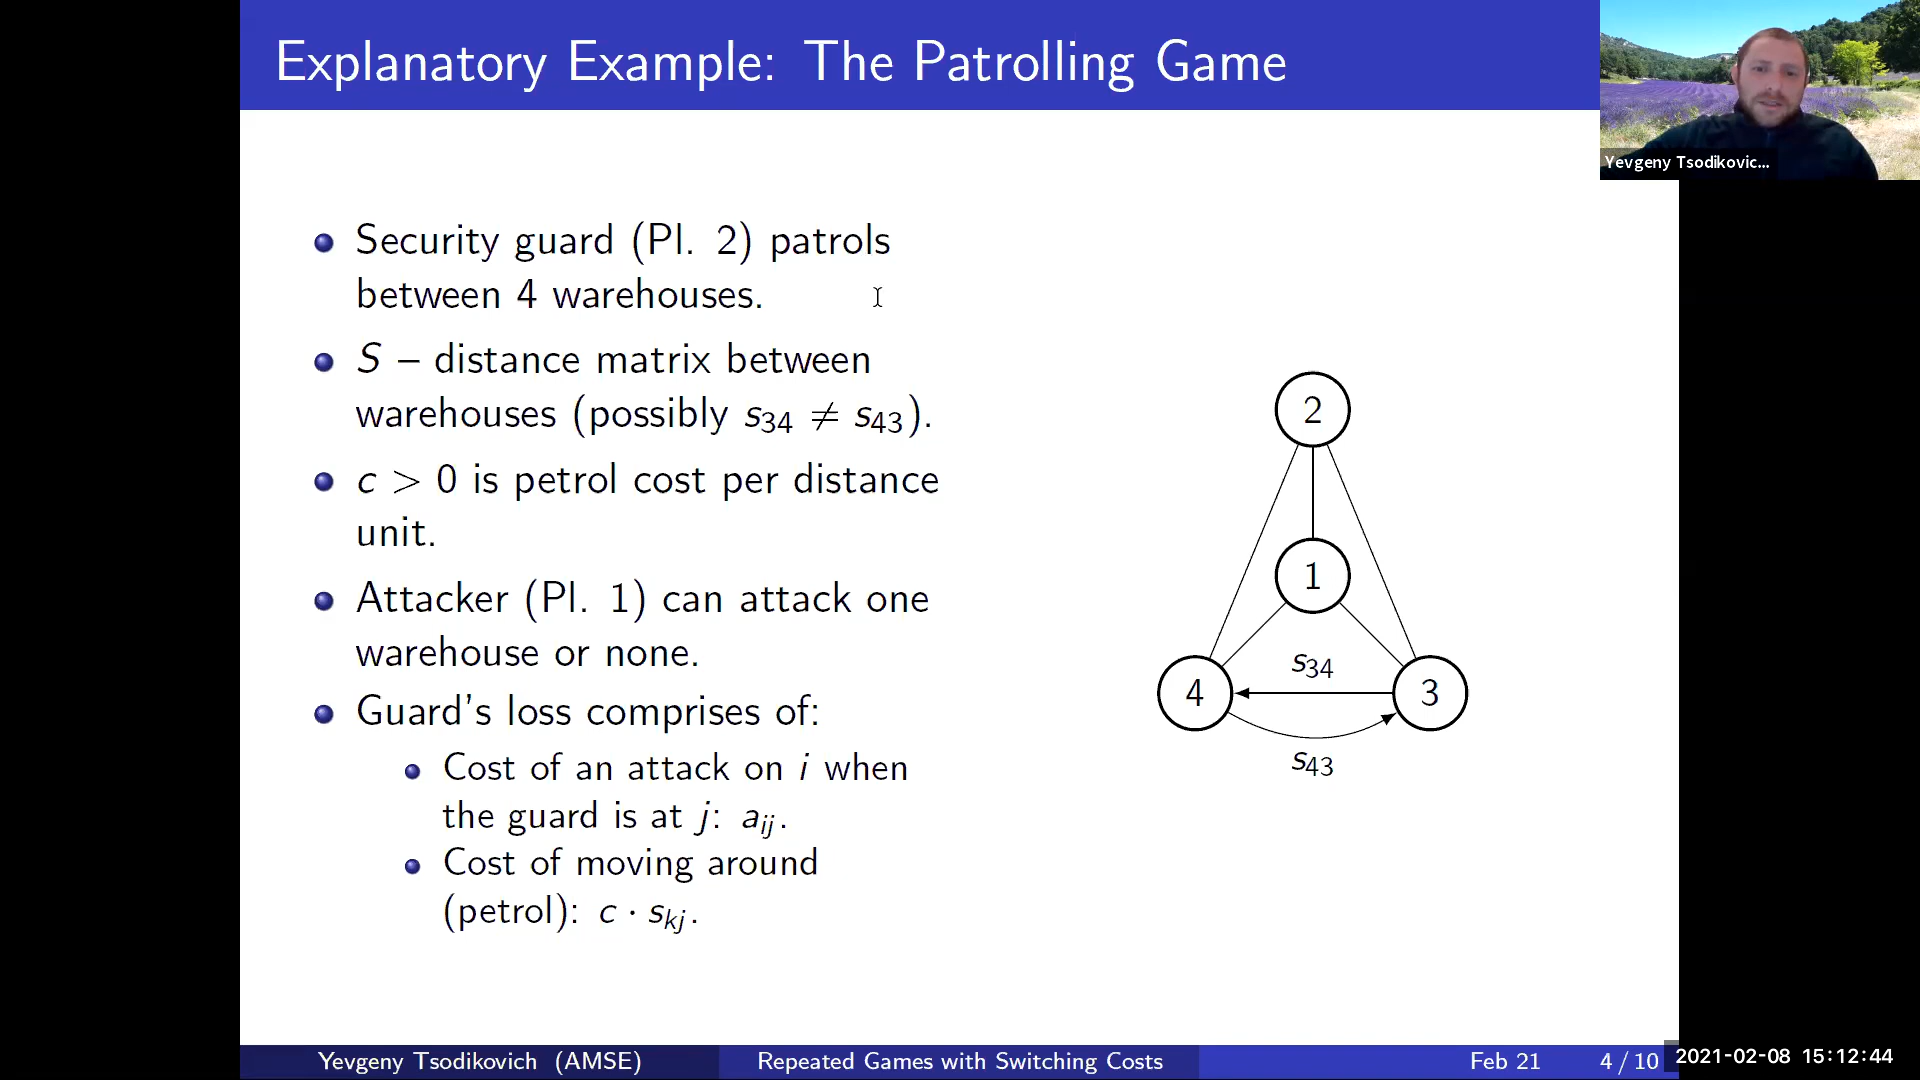 Explanatory Example: The Patrolling Game
Yevgeny Tsodikovic...
Security guard (Pl. 2) patrols
between 4 warehouses.
S – distance matrix between
warehouses (possibly s34 ≠ s43).
c > 0 is petrol cost per distance
unit.
Attacker (Pl. 1) can attack one
warehouse or none.
Guard's loss comprises of:
Cost of an attack on i when
the guard is at j: aij.
Cost of moving around
(petrol): c · skj.
2
1
s34
4
3
s43
Yevgeny Tsodikovich (AMSE)
Repeated Games with Switching Costs
Feb 21
4 / 10
2021-02-08 15:12:44